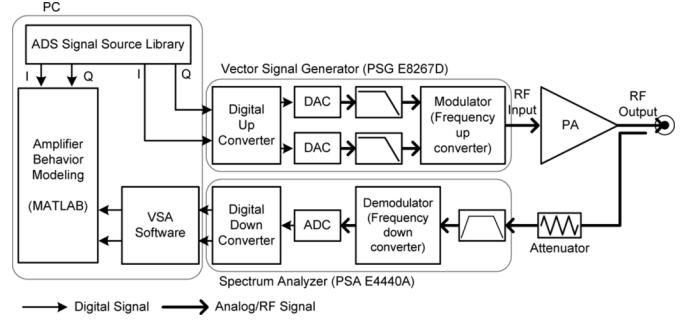 PC
ADS Signal Source Library
I
Q
I
Q
Amplifier
Behavior
Modeling
(MATLAB)
VSA
Software
Vector Signal Generator (PSG E8267D)
Digital
Up
Converter
DAC
DAC
Modulator
(Frequency
up
converter)
RF
Input
PA
RF
Output
Digital
Down
Converter
ADC
Demodulator
(Frequency
down
converter)
Attenuator
Spectrum Analyzer (PSA E4440A)
Digital Signal
Analog/RF Signal